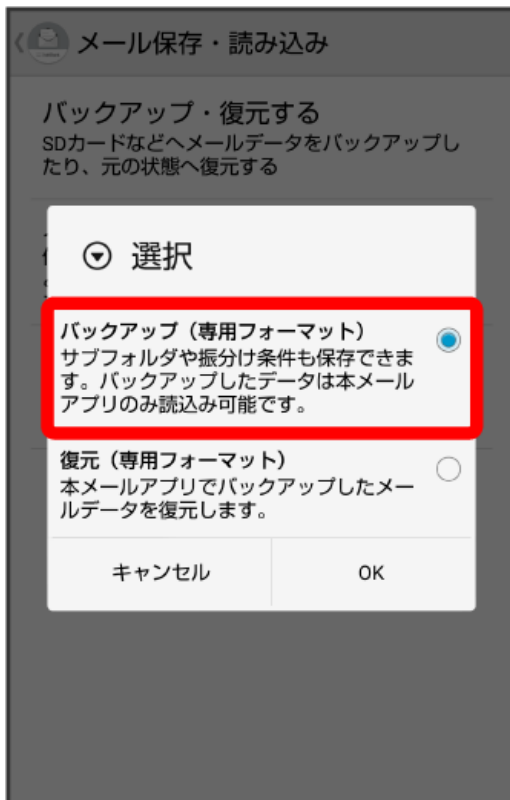 メール保存・読み込み
バックアップ・復元する
SDカードなどへメールデータをバックアップし
たり、元の状態へ復元する
選択
バックアップ（専用フォーマット）
サブフォルダや振分け条件も保存できま
す。バックアップしたデータは本メール
アプリのみ読込み可能です。
復元（専用フォーマット）
本メールアプリでバックアップしたメー
ルデータを復元します。
キャンセル
OK